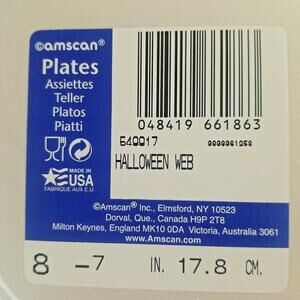 ©amscan®
Plates
Assiettes
Teller
Platos
Piatti
MADE IN
USA
FABRIQUE AUX E.U.
048419 661863
540017
HALLOWEEN WEB
©Amscan® Inc., Elmsford, NY 10523
Dorval, Que., Canada H9P 2T8
Milton Keynes, England MK10 0DA Victoria, Australia 3061
www.Amscan.com
8 -7 IN. 17.8 CM.